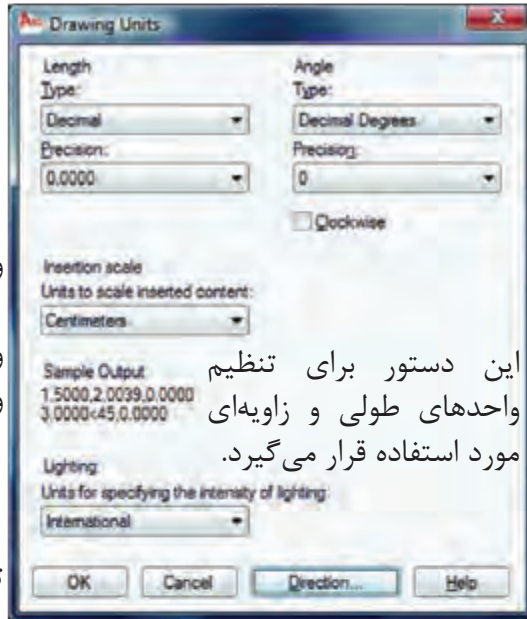 Drawing Units
Length
Type:
Decimal
Precision:
0.0000
Angle
Type:
Decimal Degrees
Precision:
0
Clockwise
Insertion scale
Units to scale inserted content:
Centimeters
Sample Output
1.5000,2.0039,0.0000
3.0000<45,0.0000
این دستور برای تنظیم
واحدهای طولی و زاویه‌ای
مورد استفاده قرار می‌گیرد.
Lighting
Units for specifying the intensity of lighting:
International
OK Cancel Direction... Help